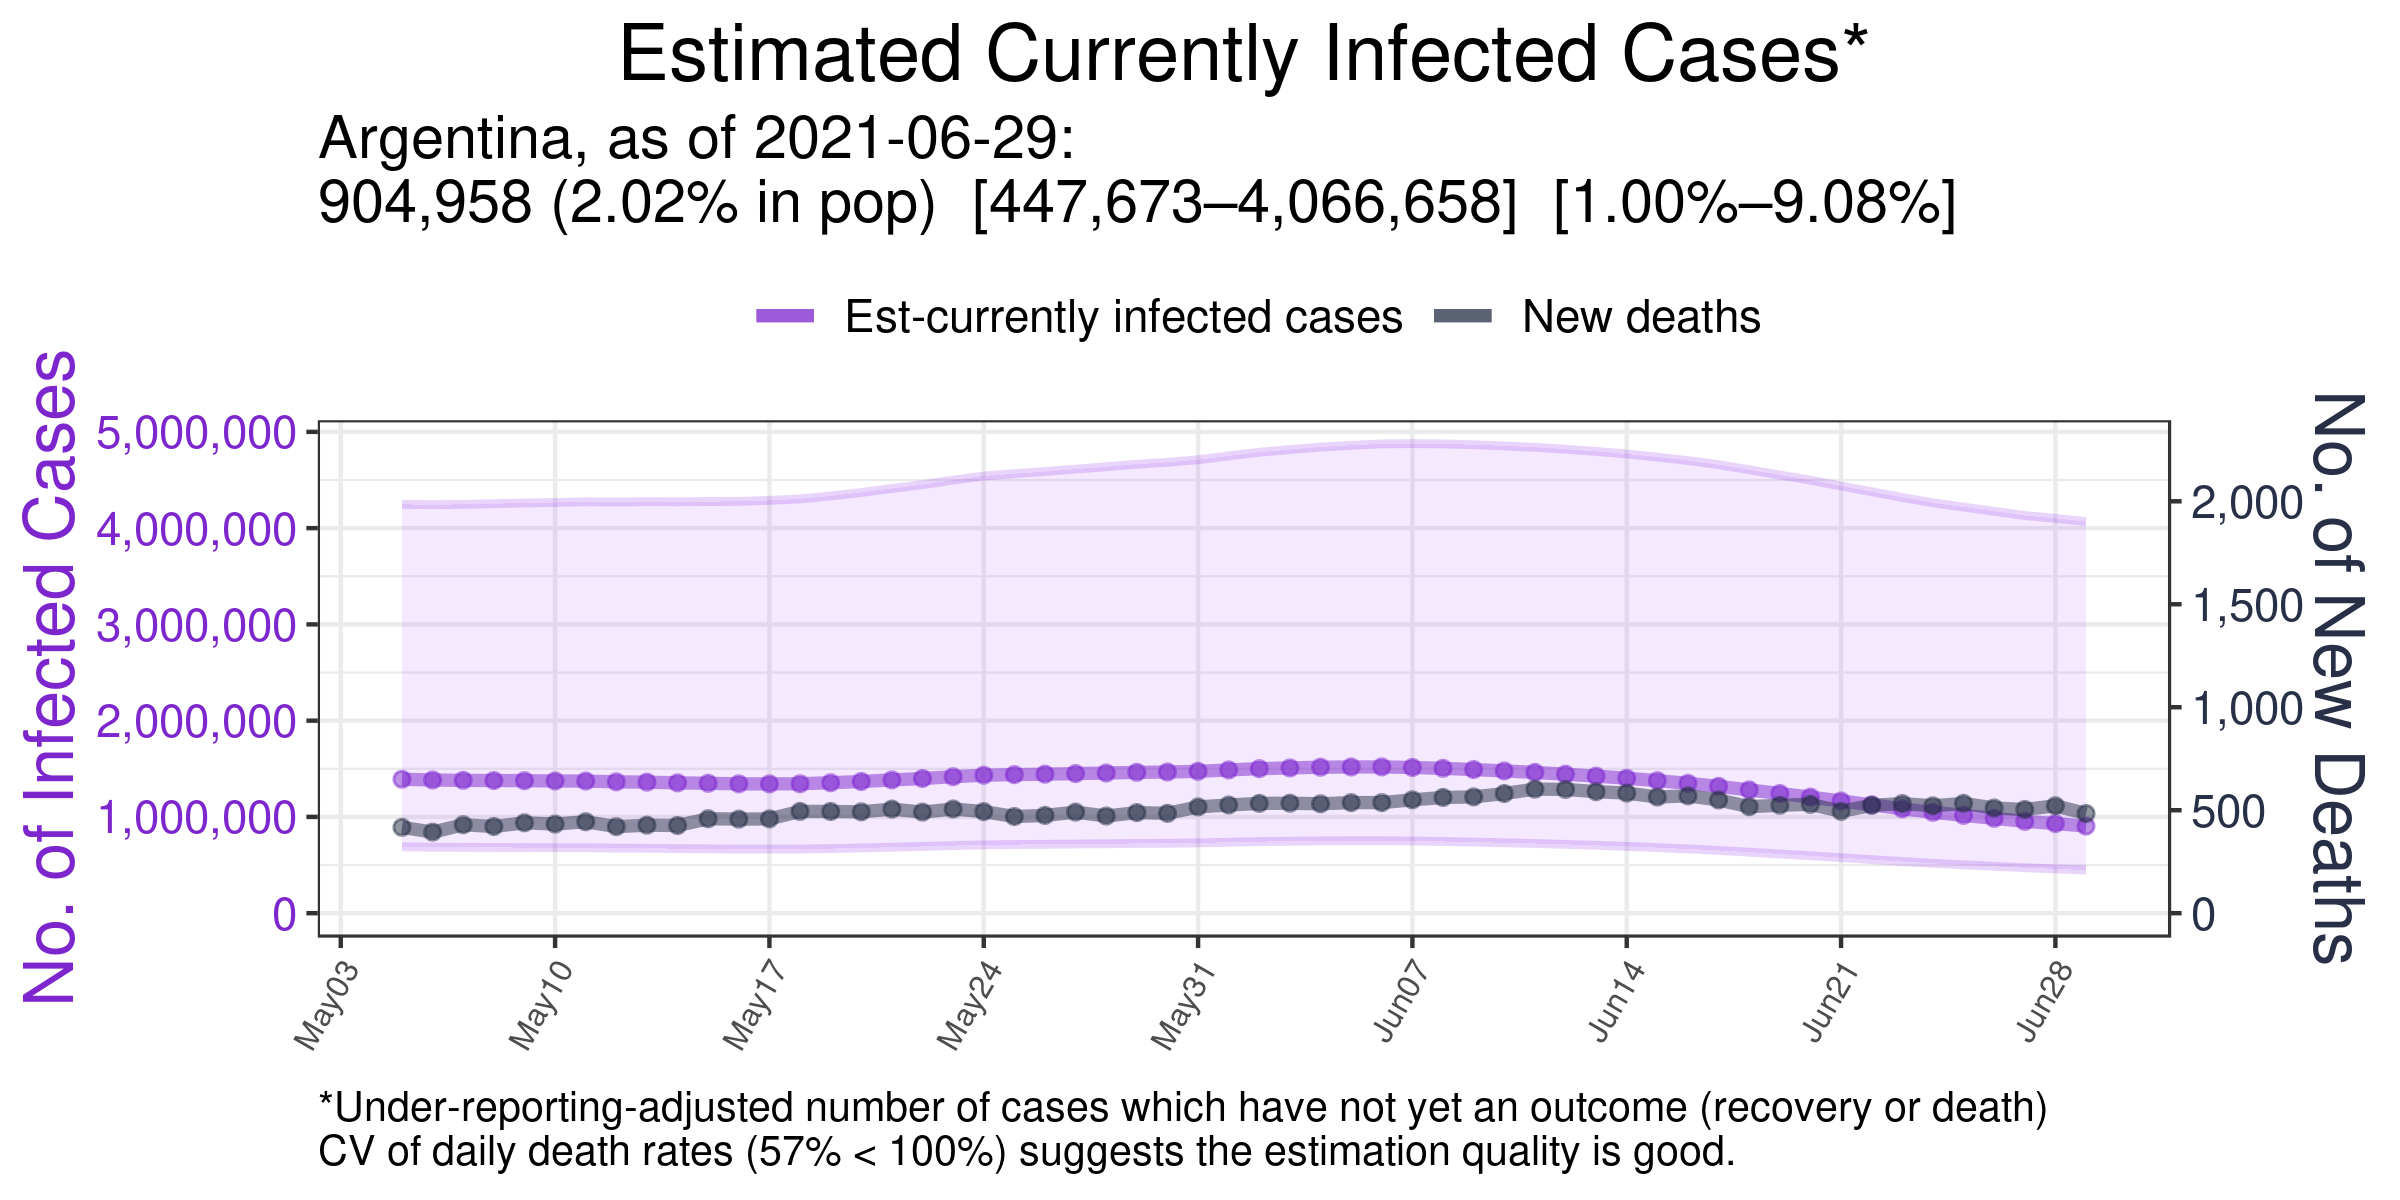 Estimated Currently Infected Cases*
Argentina, as of 2021-06-29:
904,958 (2.02% in pop)  [447,673–4,066,658]  [1.00%–9.08%]
Est-currently infected cases
New deaths
No. of Infected Cases
5,000,000
4,000,000
3,000,000
2,000,000
1,000,000
0
2,000
1,500
1,000
500
0
No. of New Deaths
May03
May10
May17
May24
May31
Jun07
Jun14
Jun21
Jun28
*Under-reporting-adjusted number of cases which have not yet an outcome (recovery or death)
CV of daily death rates (57% < 100%) suggests the estimation quality is good.